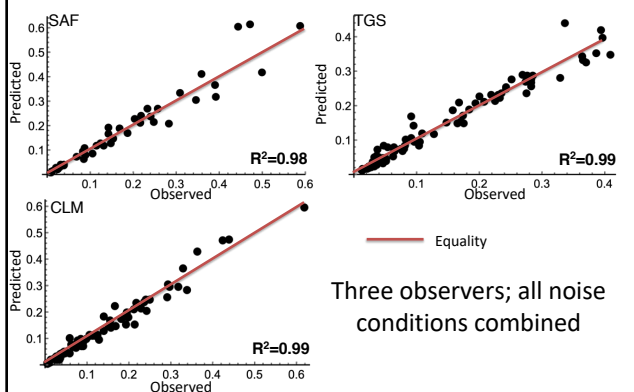 SAF
Predicted
0.6
0.5
0.4
0.3
0.2
0.1
R²=0.98
0.1 0.2 0.3 0.4 0.5 0.6
Observed
TGS
Predicted
0.4
0.3
0.2
0.1
R²=0.99
0.1 0.2 0.3 0.4
Observed
CLM
Predicted
0.6
0.5
0.4
0.3
0.2
0.1
R²=0.99
0.1 0.2 0.3 0.4 0.5 0.6
Observed
Equality
Three observers; all noise
conditions combined